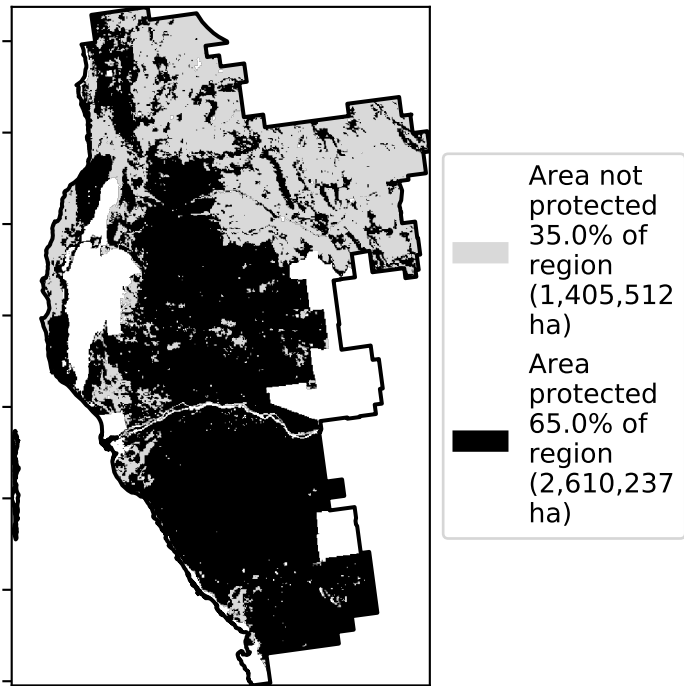 Area not
protected
35.0% of
region
(1,405,512
ha)
Area
protected
65.0% of
region
(2,610,237
ha)